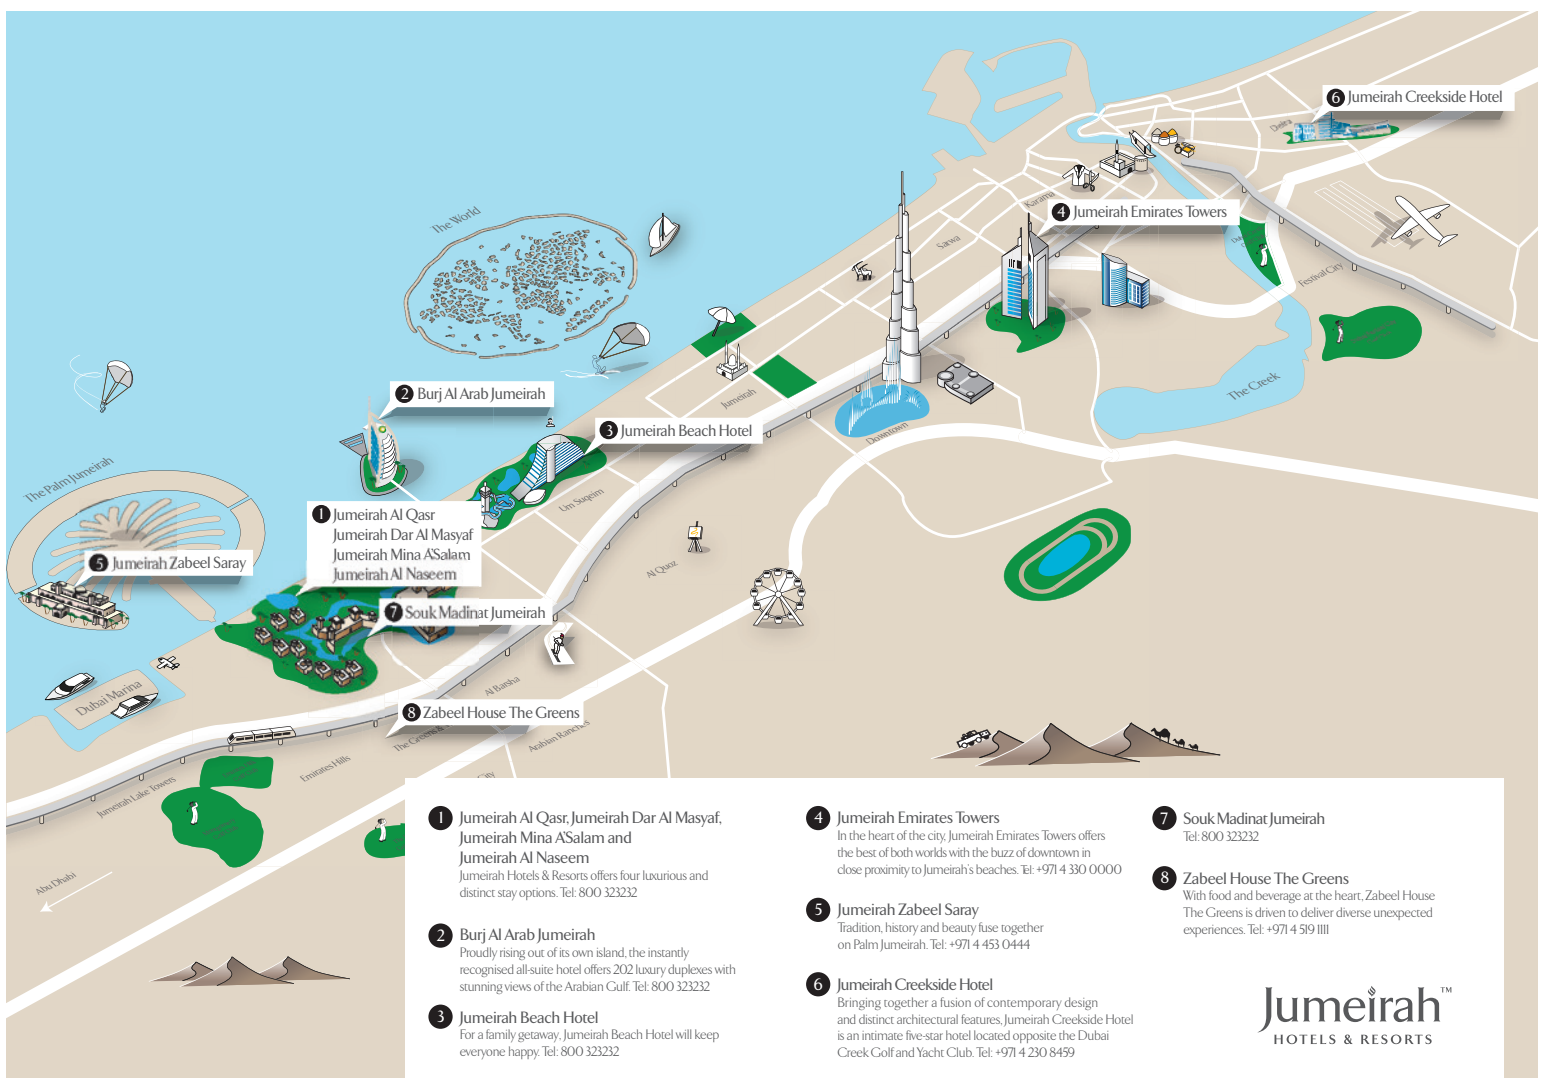 6 Jumeirah Creekside Hotel
Deira
Karama
4 Jumeirah Emirates Towers
The World
Satwa
Festival City
The Creek
2 Burj Al Arab Jumeirah
Jumeirah
3 Jumeirah Beach Hotel
Downtown
The Palm Jumeirah
Um Suqeim
1 Jumeirah Al Qasr
Jumeirah Dar Al Masyaf
Jumeirah Mina A'Salam
Jumeirah Al Naseem
5 Jumeirah Zabeel Saray
Al Quoz
7 Souk Madinat Jumeirah
Dubai Marina
Al Barsha
8 Zabeel House The Greens
The Greens
Arabian Ranches
Emirates Hills
City
Jumeirah Lake Towers
Abu Dhabi
1 Jumeirah Al Qasr, Jumeirah Dar Al Masyaf,
Jumeirah Mina A'Salam and
Jumeirah Al Naseem
Jumeirah Hotels & Resorts offers four luxurious and
distinct stay options. Tel: 800 323232
2 Burj Al Arab Jumeirah
Proudly rising out of its own island, the instantly
recognised all-suite hotel offers 202 luxury duplexes with
stunning views of the Arabian Gulf. Tel: 800 323232
3 Jumeirah Beach Hotel
For a family getaway, Jumeirah Beach Hotel will keep
everyone happy. Tel: 800 323232
4 Jumeirah Emirates Towers
In the heart of the city, Jumeirah Emirates Towers offers
the best of both worlds with the buzz of downtown in
close proximity to Jumeirah's beaches. Tel: +971 4 330 0000
5 Jumeirah Zabeel Saray
Tradition, history and beauty fuse together
on Palm Jumeirah. Tel: +971 4 453 0444
6 Jumeirah Creekside Hotel
Bringing together a fusion of contemporary design
and distinct architectural features, Jumeirah Creekside Hotel
is an intimate five-star hotel located opposite the Dubai
Creek Golf and Yacht Club. Tel: +971 4 230 8459
7 Souk Madinat Jumeirah
Tel: 800 323232
8 Zabeel House The Greens
With food and beverage at the heart, Zabeel House
The Greens is driven to deliver diverse unexpected
experiences. Tel: +971 4 519 1111
Jumeirah™
HOTELS & RESORTS